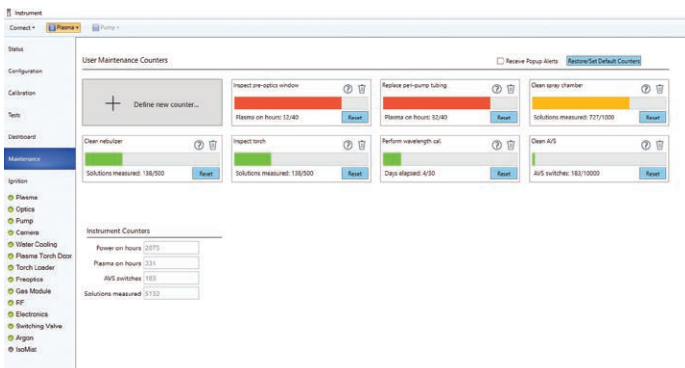 Instrument
Connect Plasma Pump
Status
Configuration
Calibration
Tests
Dashboard
Maintenance
Ignition
Plasma
Optics
Pump
Camera
Water Cooling
Plasma Torch Door
Torch Loader
Preoptics
Gas Module
RF
Electronics
Switching Valve
Argon
IsoMist
User Maintenance Counters
Receive Popup Alerts
Restore/Set Default Counters
Define new counter...
Inspect pre-optics window
Plasma on hours: 32/40
Reset
Replace peri-pump tubing
Plasma on hours: 32/40
Reset
Clean spray chamber
Solutions measured: 727/1000
Reset
Clean nebulizer
Solutions measured: 138/500
Reset
Inspect torch
Solutions measured: 138/500
Reset
Perform wavelength cal.
Days elapsed: 4/30
Reset
Clean AVS
AVS switches: 183/10000
Reset
Instrument Counters
Power on hours 2075
Plasma on hours 331
AVS switches 183
Solutions measured 5132